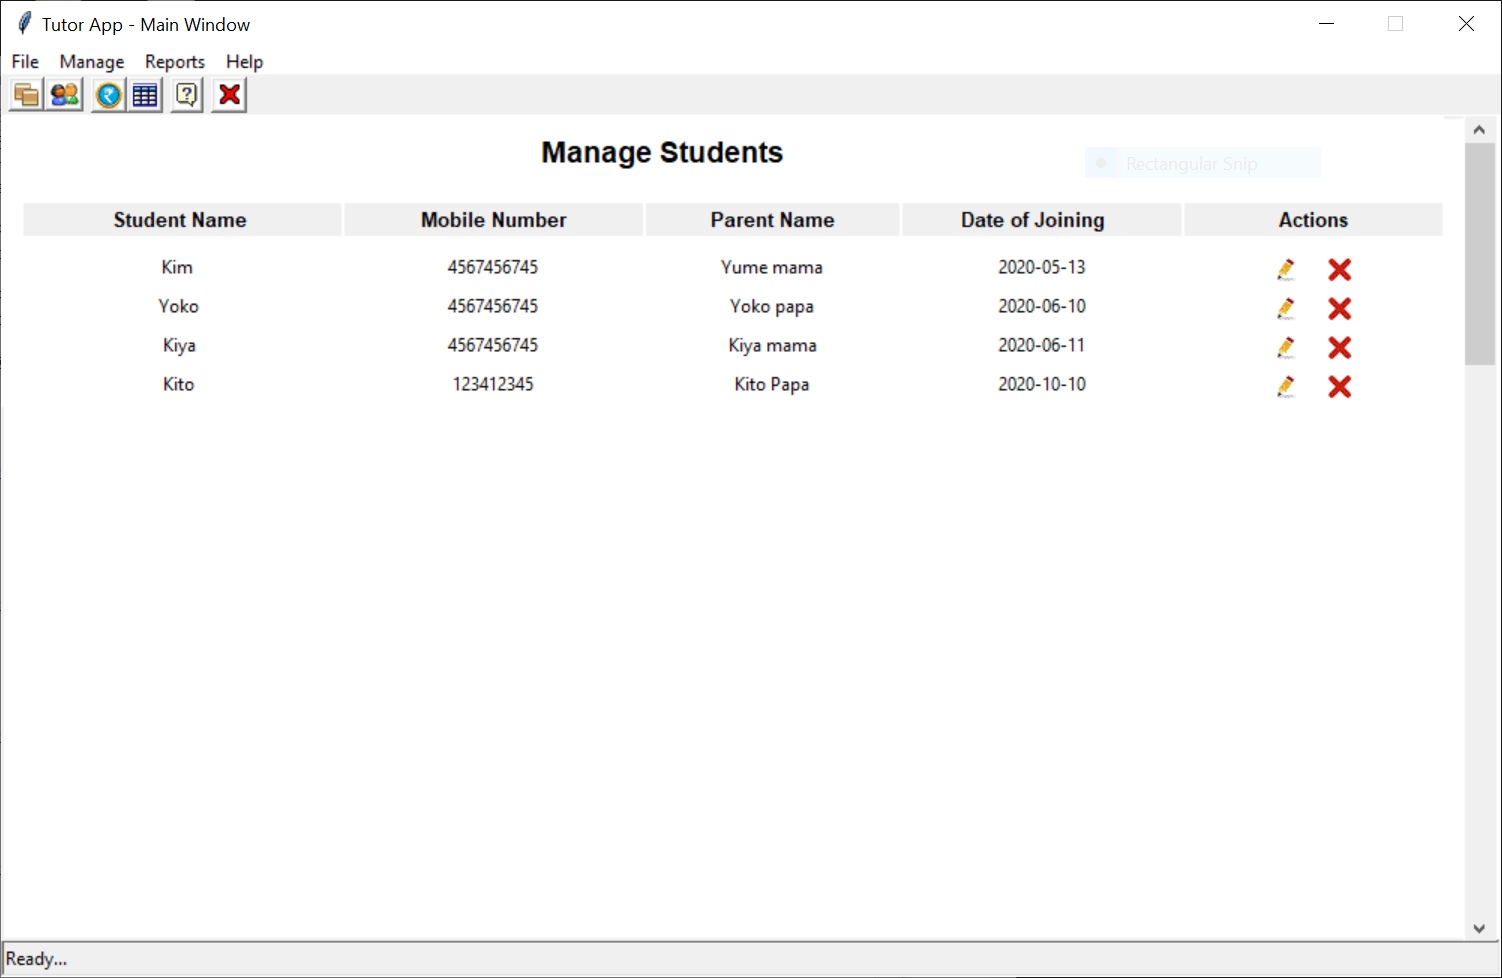 Tutor App - Main Window
File Manage Reports Help
Manage Students
Rectangular Snip
Student Name Mobile Number Parent Name Date of Joining Actions
Kim 4567456745 Yume mama 2020-05-13
Yoko 4567456745 Yoko papa 2020-06-10
Kiya 4567456745 Kiya mama 2020-06-11
Kito 123412345 Kito Papa 2020-10-10
Ready...